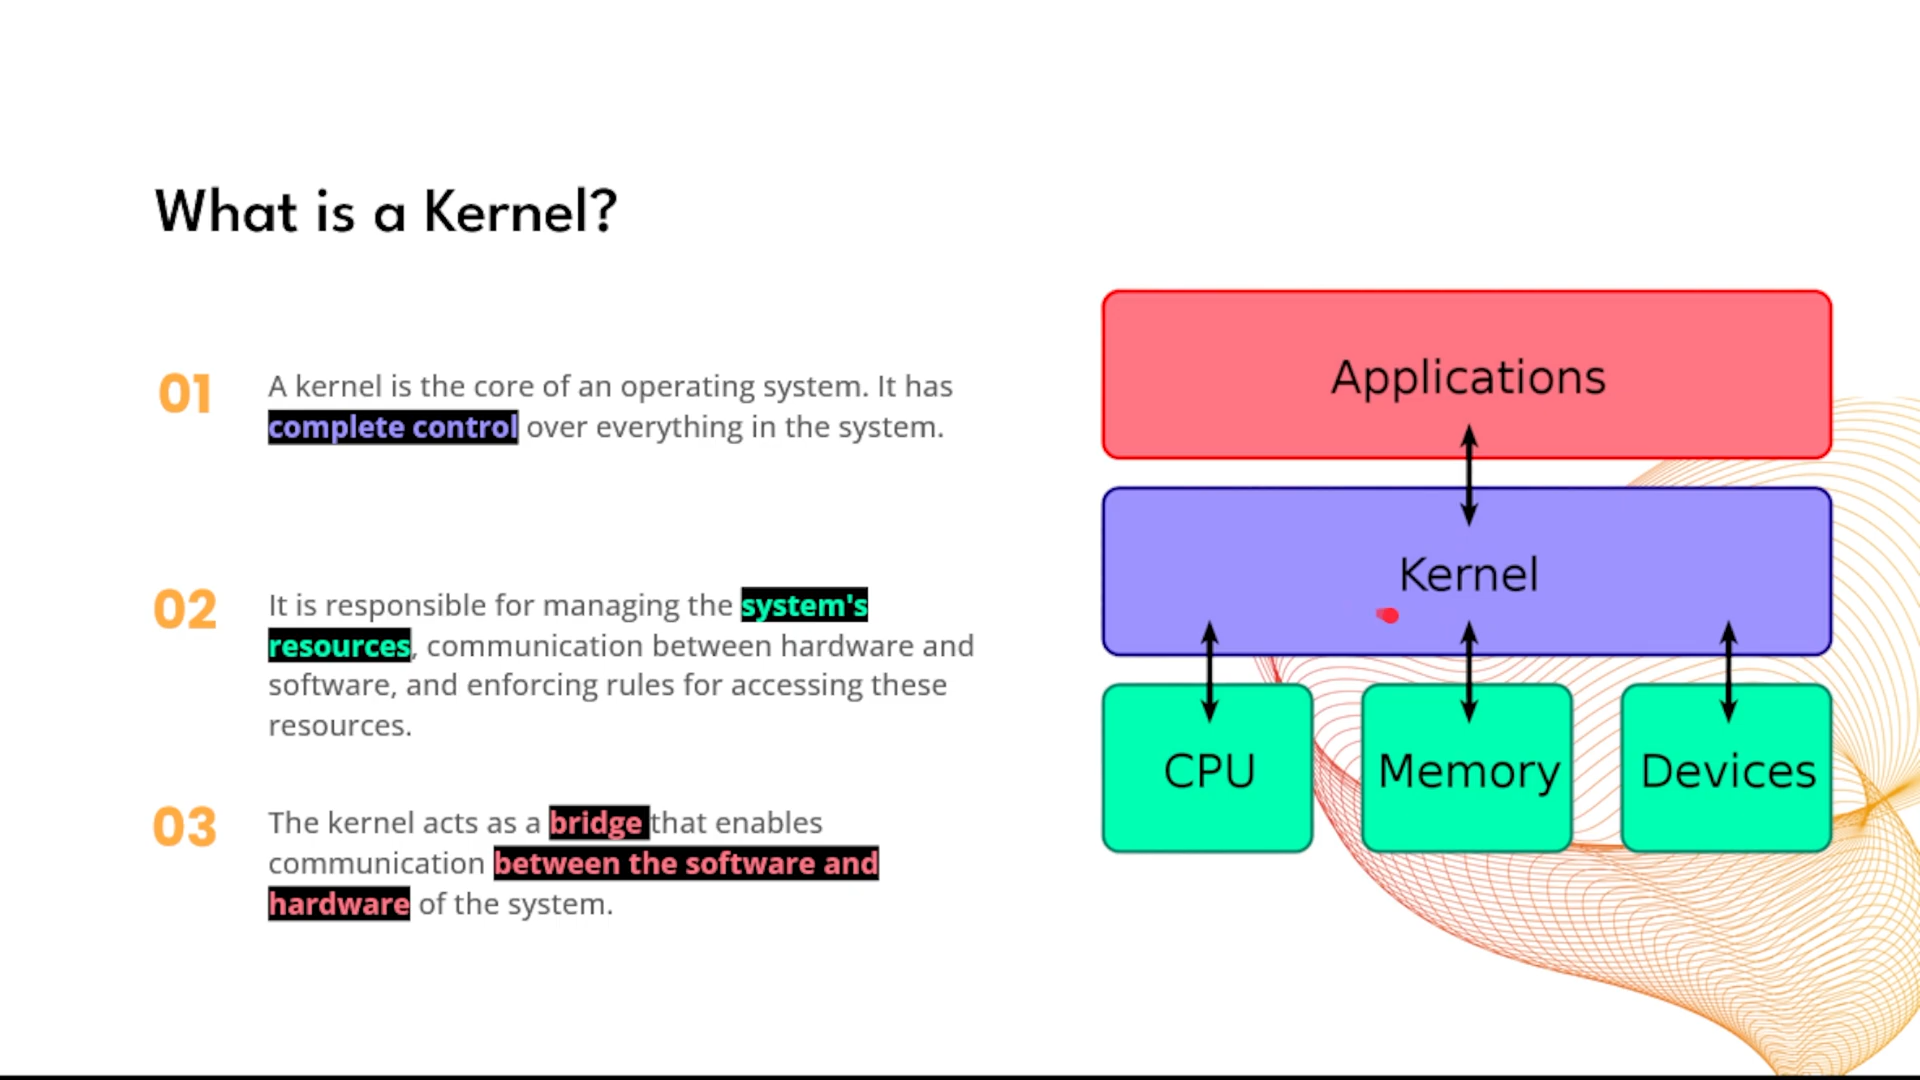 What is a Kernel?
01
A kernel is the core of an operating system. It has
complete control over everything in the system.
02
It is responsible for managing the system's
resources, communication between hardware and
software, and enforcing rules for accessing these
resources.
03
The kernel acts as a bridge that enables
communication between the software and
hardware of the system.
Applications
Kernel
CPU
Memory
Devices